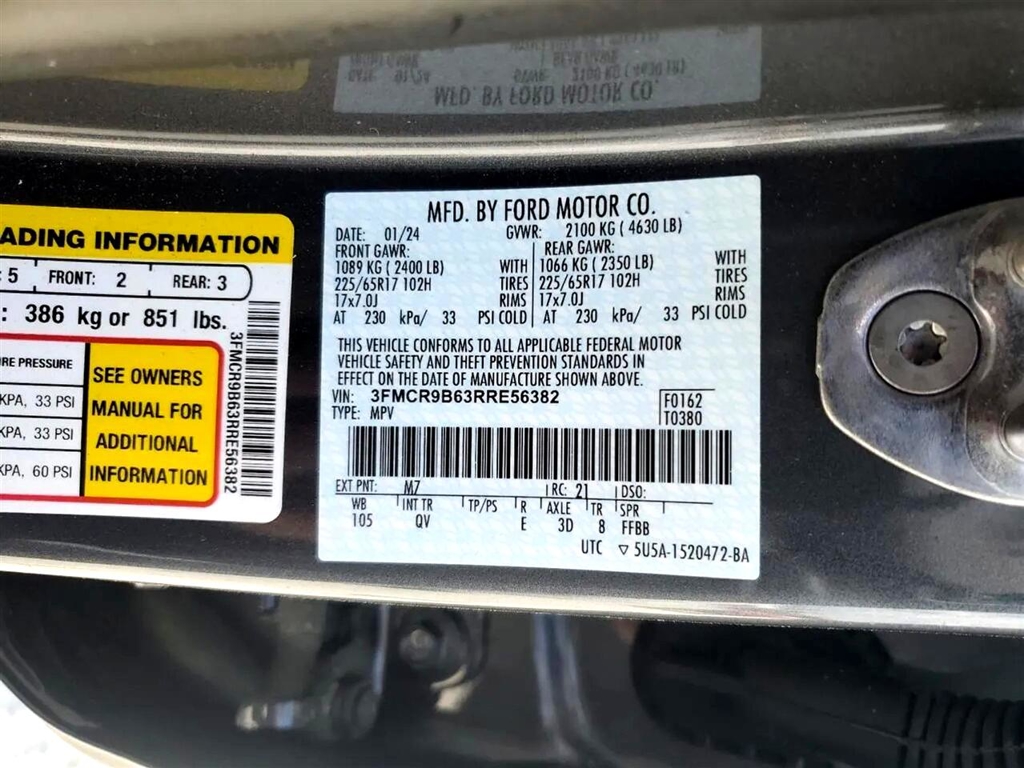 ADING INFORMATION
: 5 FRONT: 2 REAR: 3
: 386 kg or 851 lbs.
RE PRESSURE
KPA, 33 PSI
KPA, 33 PSI
KPA, 60 PSI
SEE OWNERS
MANUAL FOR
ADDITIONAL
INFORMATION
3FMCR9B63RRE56382
MFD. BY FORD MOTOR CO.
DATE: 01/24 GVWR: 2100 KG ( 4630 LB)
FRONT GAWR: REAR GAWR:
1089 KG (2400 LB) WITH 1066 KG (2350 LB) WITH
225/65R17 102H TIRES 225/65R17 102H TIRES
17x7.0J RIMS 17x7.0J RIMS
AT 230 kPa/ 33 PSI COLD AT 230 kPa/ 33 PSI COLD
THIS VEHICLE CONFORMS TO ALL APPLICABLE FEDERAL MOTOR
VEHICLE SAFETY AND THEFT PREVENTION STANDARDS IN
EFFECT ON THE DATE OF MANUFACTURE SHOWN ABOVE.
VIN: 3FMCR9B63RRE56382 F0162
TYPE: MPV T0380
EXT PNT: M7 RC: 21 DSO:
WB INT TR TP/PS R AXLE TR SPR
105 QV E 3D 8 FFBB
UTC ▽ 5U5A-1520472-BA